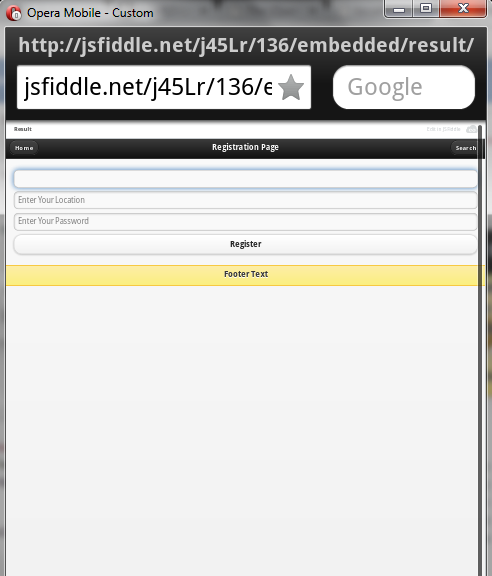 Opera Mobile - Custom
http://jsfiddle.net/j45Lr/136/embedded/result/
jsfiddle.net/j45Lr/136/e
Google
Result
Edit in JSFiddle
Home
Registration Page
Search
Enter Your Location
Enter Your Password
Register
Footer Text